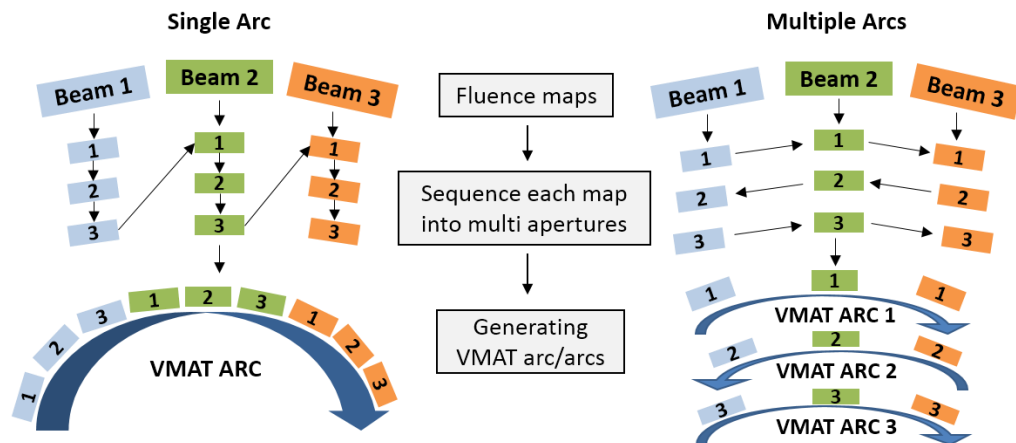 Single Arc
Beam 1
Beam 2
Beam 3
1
1
1
2
2
2
3
3
3
1
2
3
1
2
3
1
2
3
VMAT ARC
Fluence maps
Sequence each map
into multi apertures
Generating
VMAT arc/arcs
Multiple Arcs
Beam 1
Beam 2
Beam 3
1
1
1
2
2
2
3
3
3
1
1
1
VMAT ARC 1
2
2
2
VMAT ARC 2
3
3
3
VMAT ARC 3